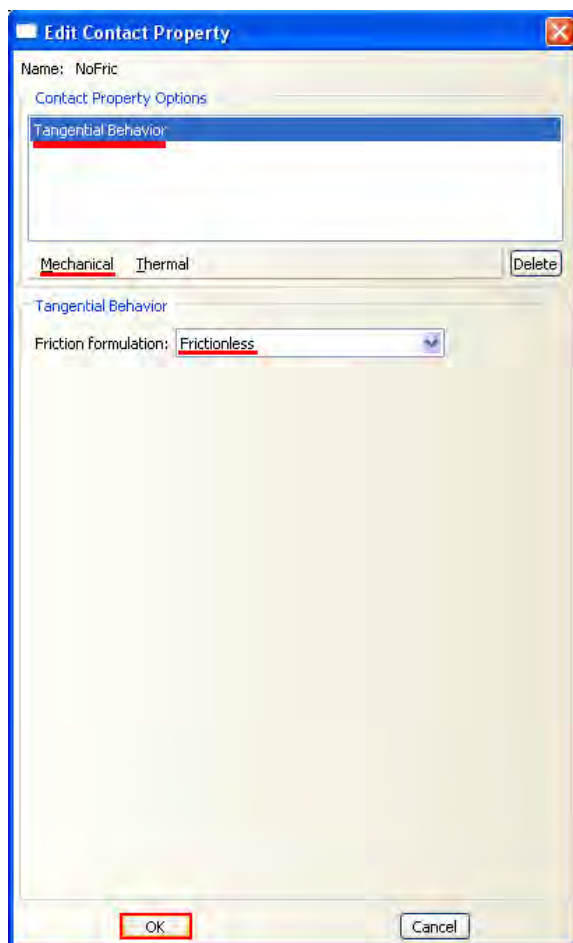 Edit Contact Property
Name: NoFric
Contact Property Options
Tangential Behavior
Mechanical Thermal Delete
Tangential Behavior
Friction formulation: Frictionless
OK Cancel